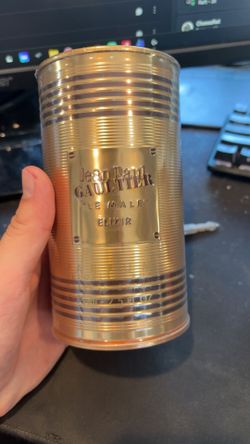 Jean Paul
GAULTIER
"LE MALE"
ELIXIR